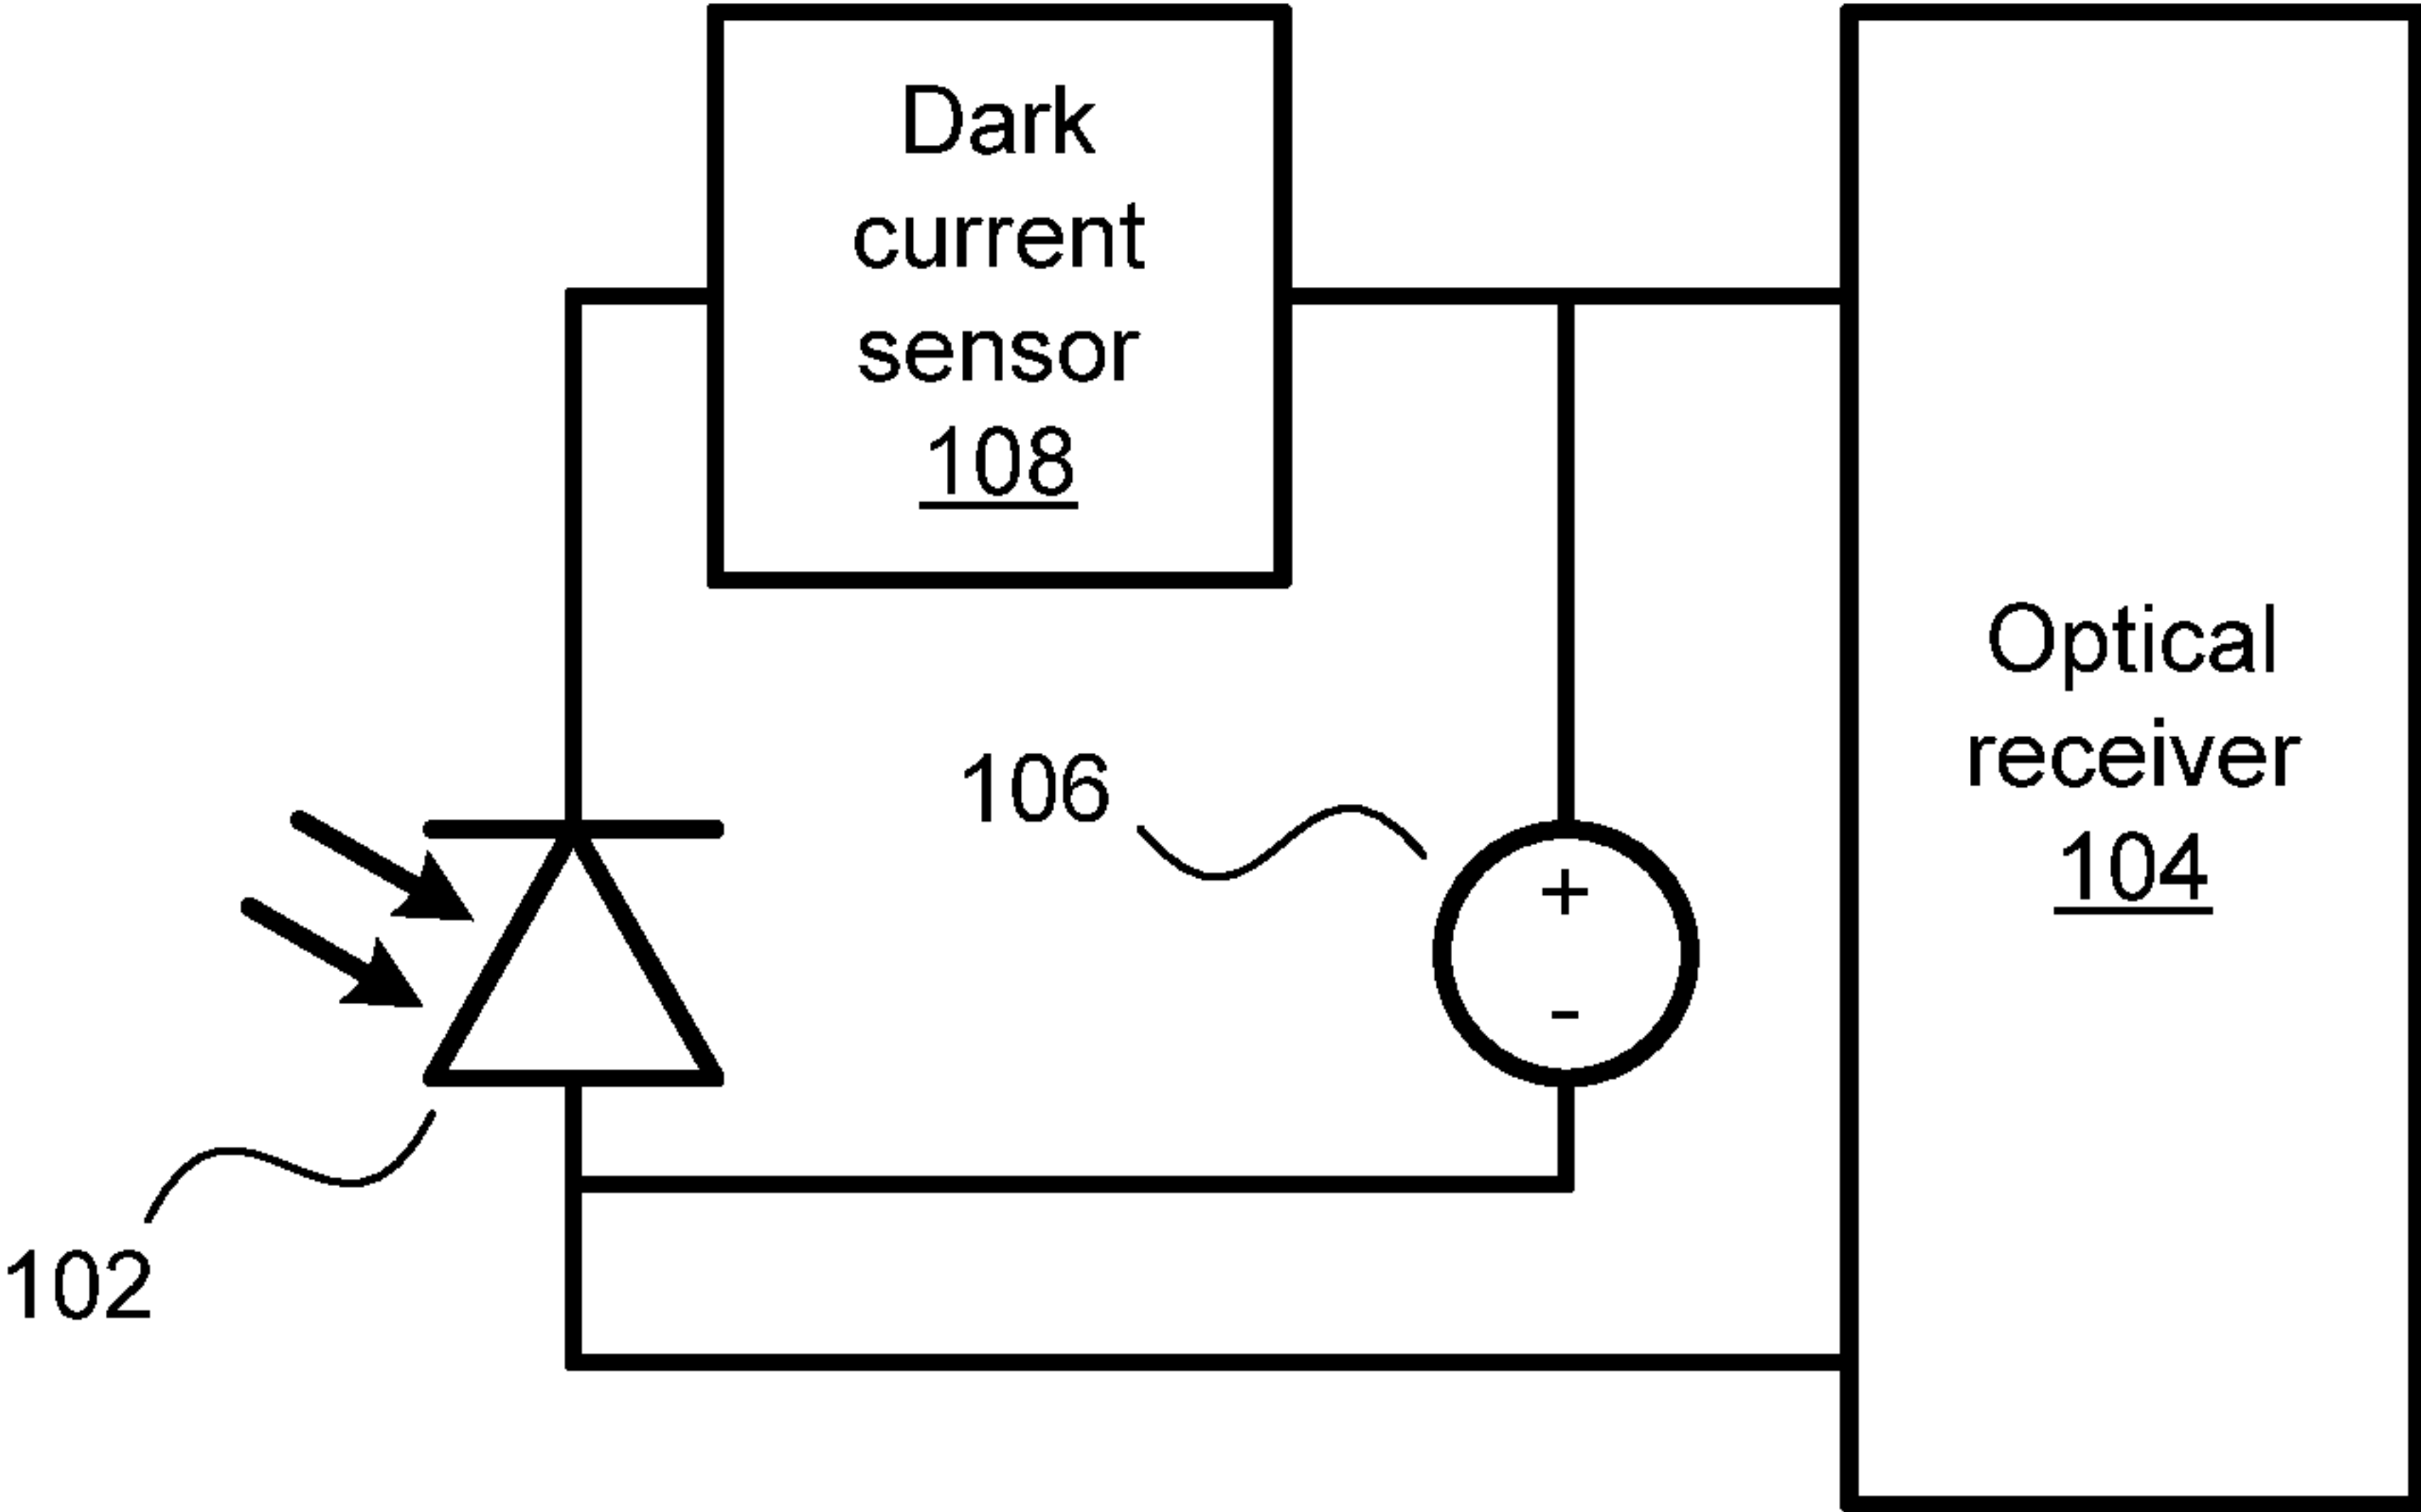 Dark
current
sensor
108
Optical
receiver
104
106
+
-
102